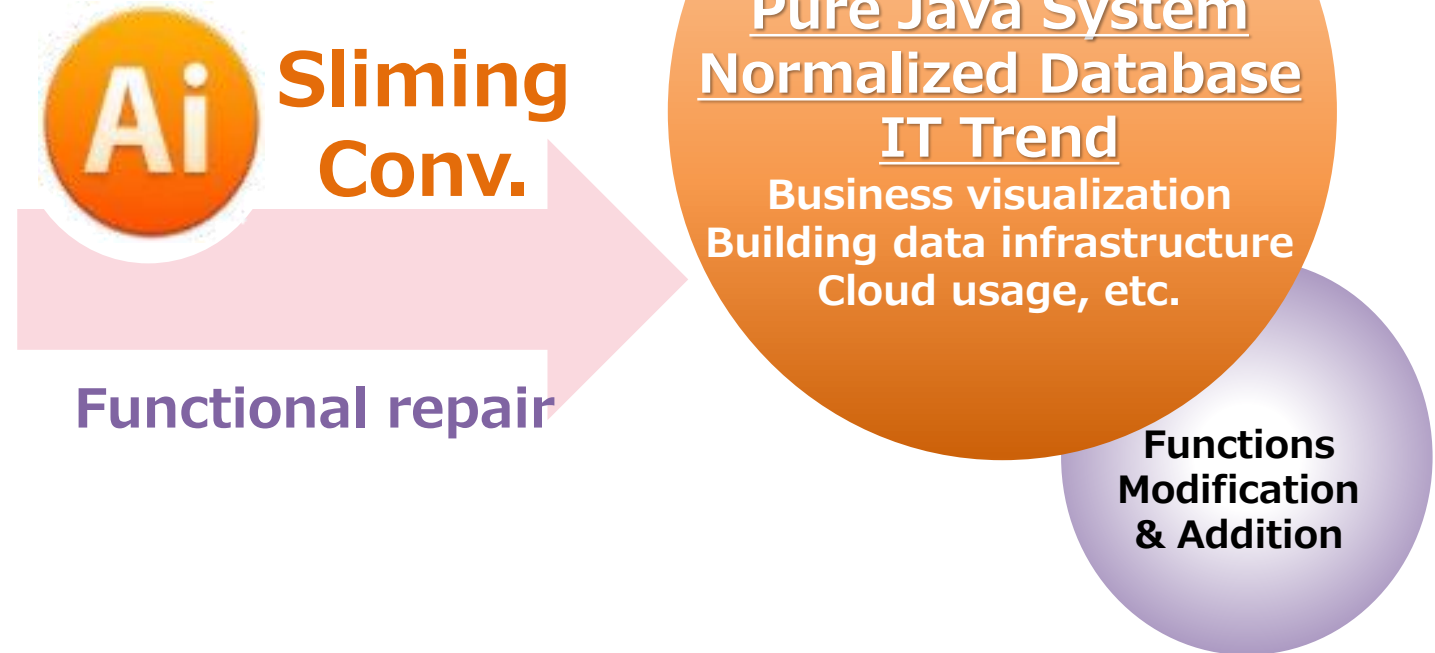 Ai
Sliming
Conv.
Functional repair
Pure Java System
Normalized Database
IT Trend
Business visualization
Building data infrastructure
Cloud usage, etc.
Functions
Modification
& Addition